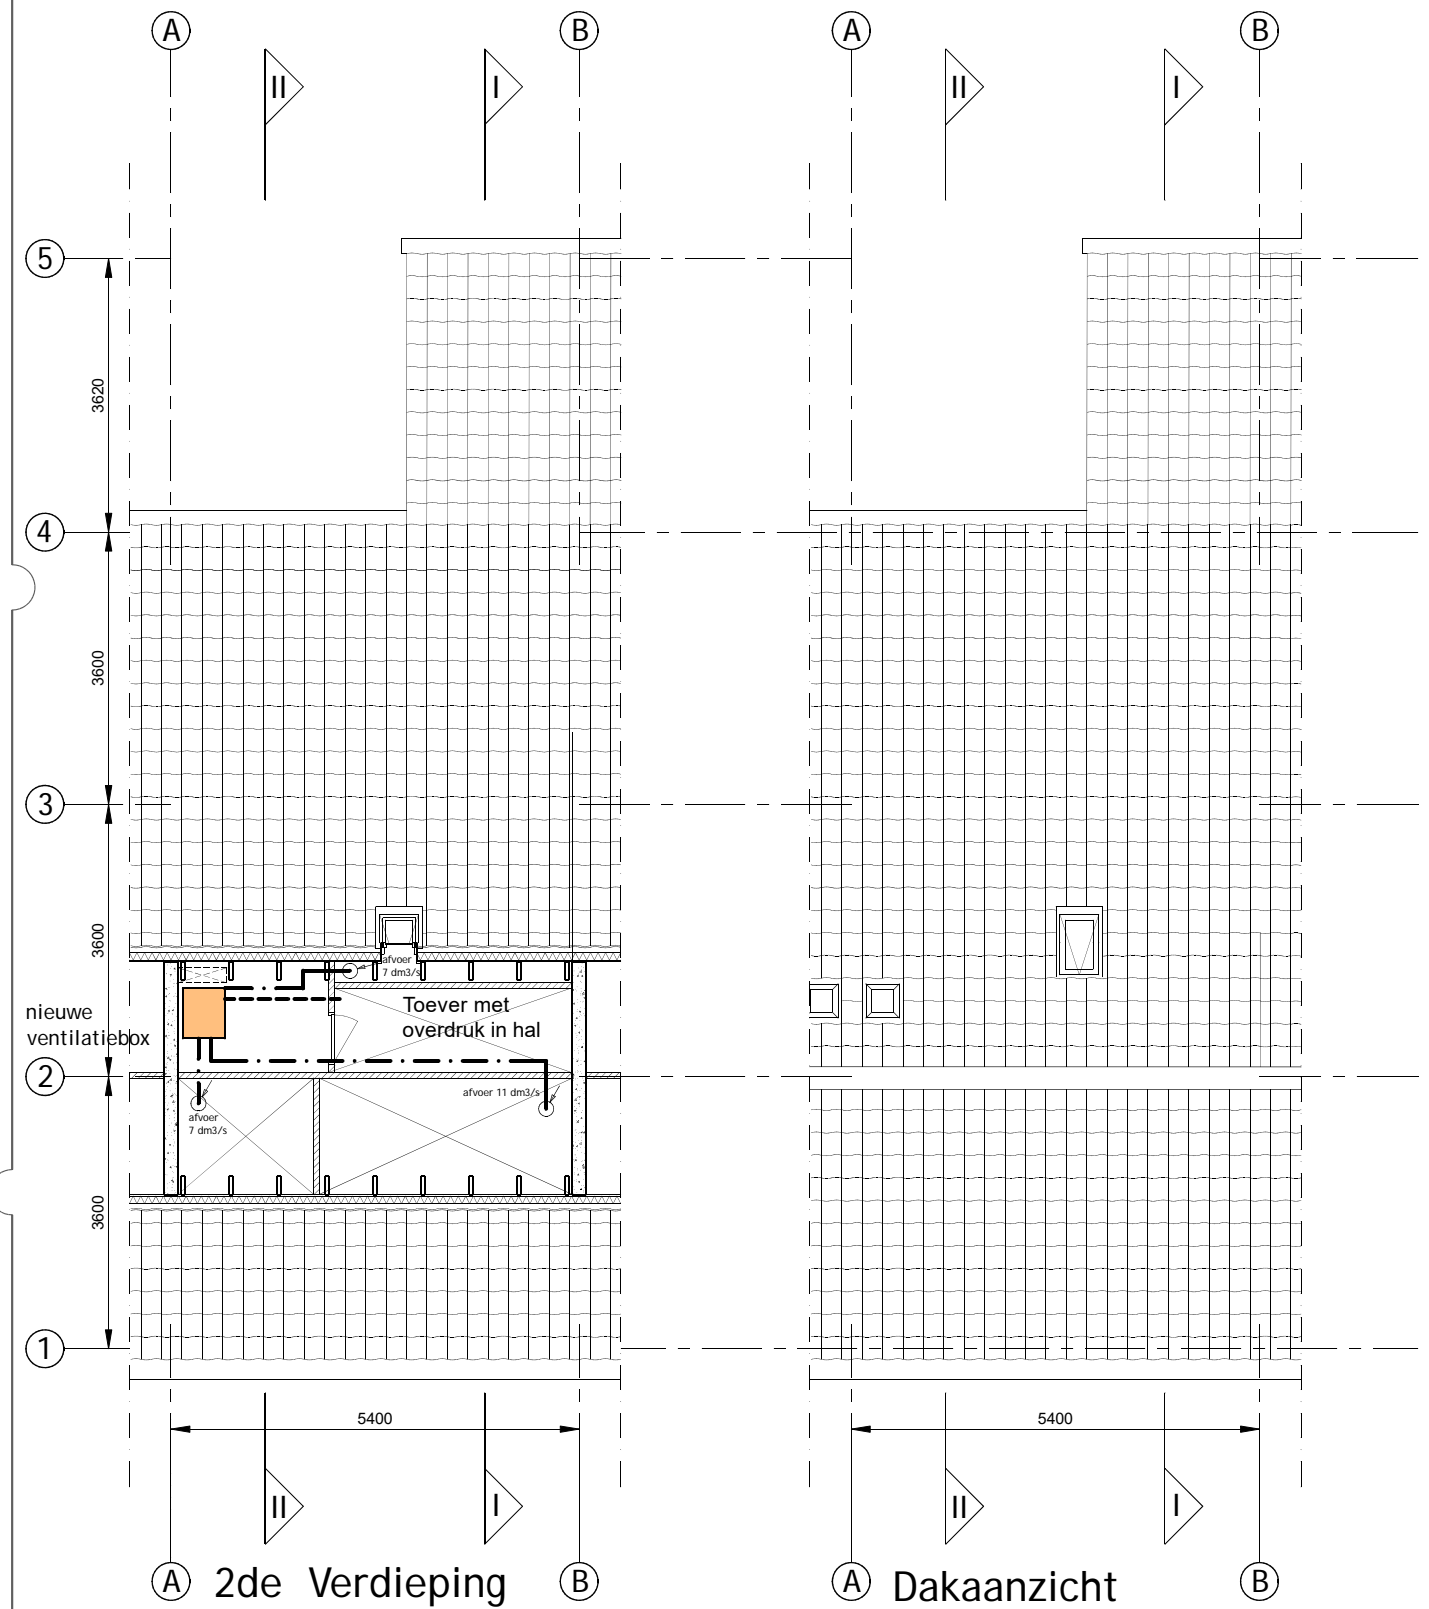 A
B
A
B
II
I
II
I
5
3620
4
3600
3
3600
afvoer
7 dm3/s
Toever met
overdruk in hal
nieuwe
ventilatiebox
2
afvoer 11 dm3/s
afvoer
7 dm3/s
3600
1
5400
5400
II
I
II
I
A
2de Verdieping
B
A
Dakaanzicht
B